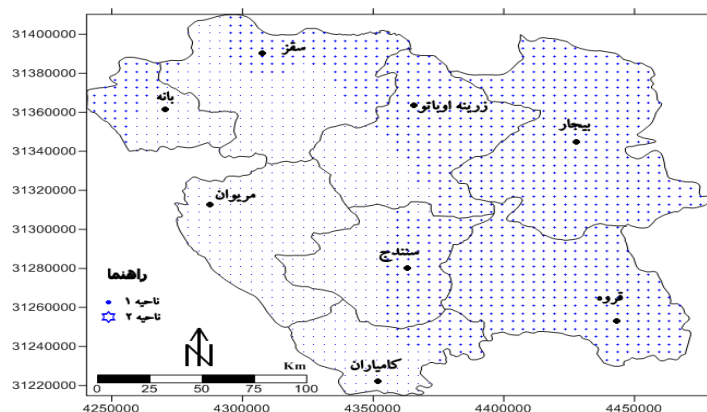 31400000
31380000
31360000
31340000
31320000
31300000
31280000
31260000
31240000
31220000
سقز
بانه
زرینه اوباتو
بیجار
مریوان
سنندج
قروه
کامیاران
راهنما
ناحیه ۱
ناحیه ۲
N
Km
0 25 50 75 100
4250000 4300000 4350000 4400000 4450000